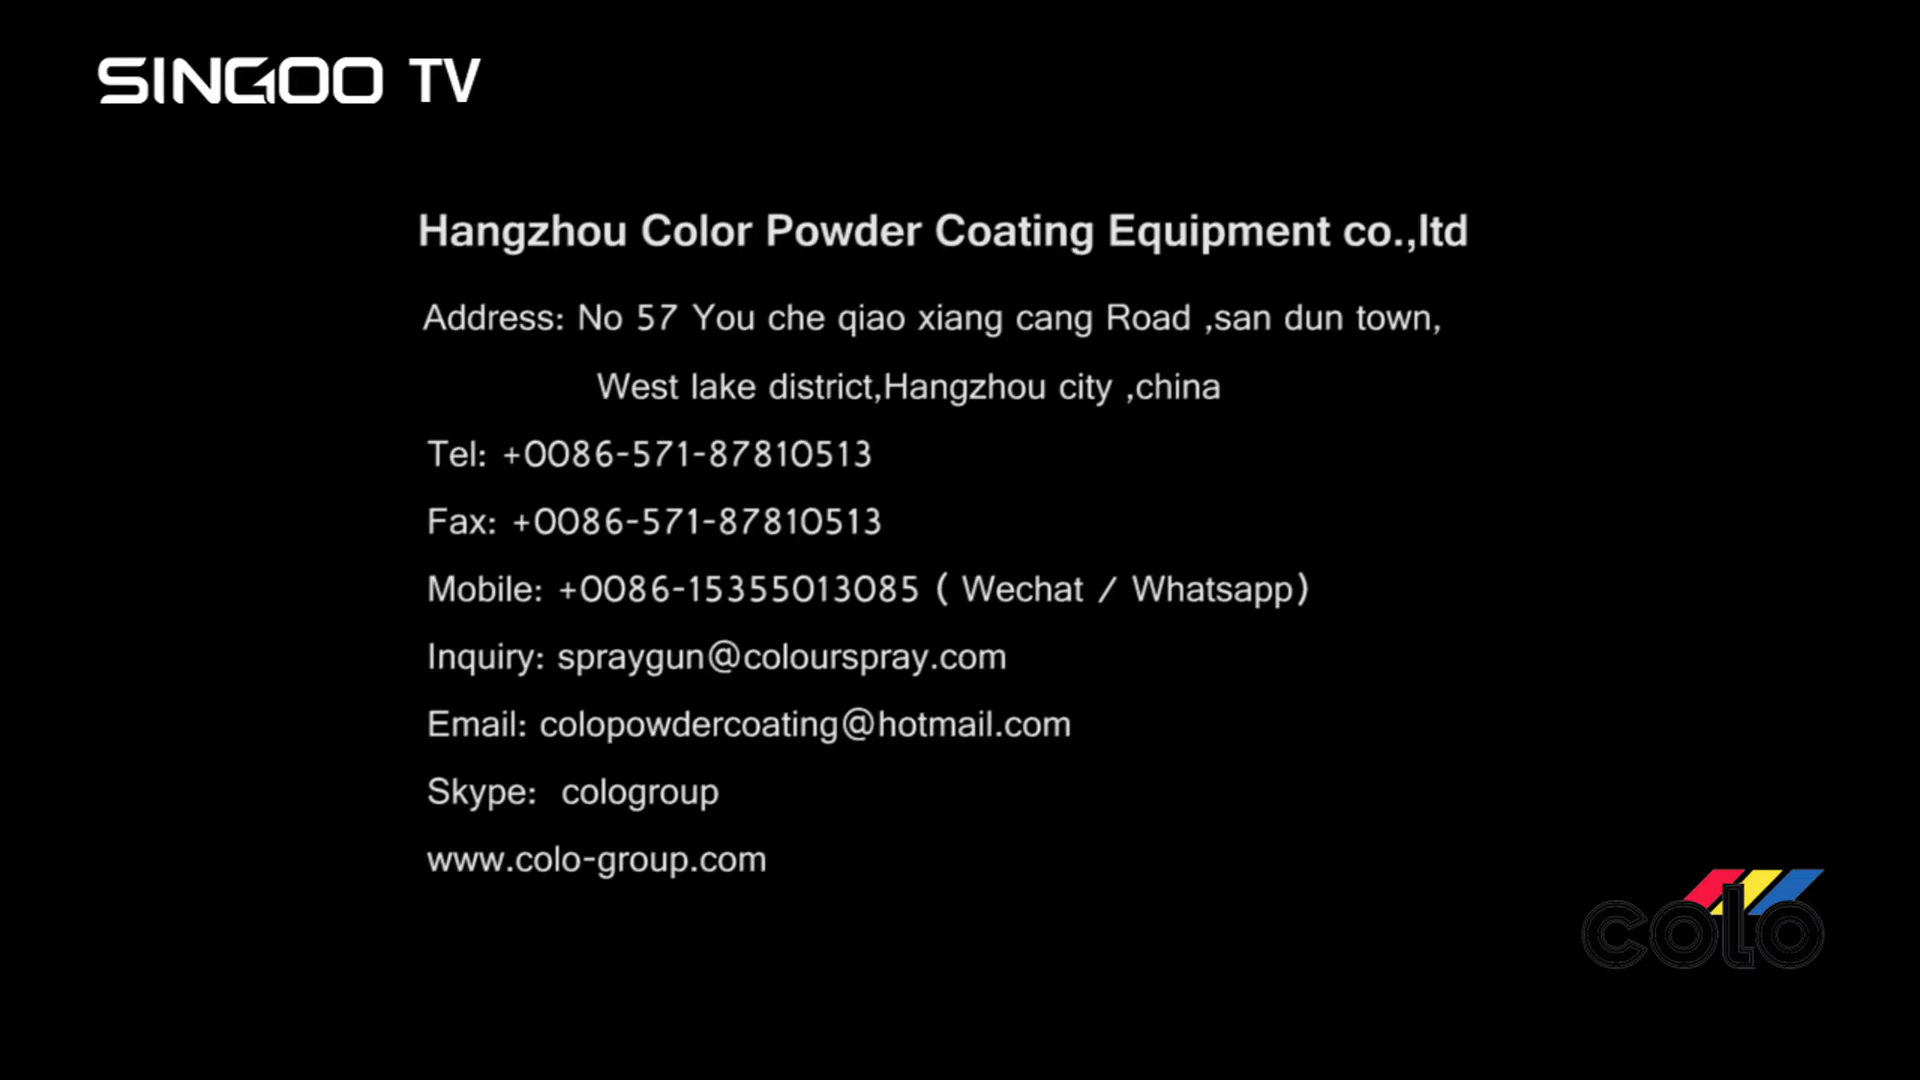 SINGOO TV
Hangzhou Color Powder Coating Equipment co.,ltd
Address: No 57 You che qiao xiang cang Road ,san dun town,
West lake district,Hangzhou city ,china
Tel: +0086-571-87810513
Fax: +0086-571-87810513
Mobile: +0086-15355013085 ( Wechat / Whatsapp)
Inquiry: spraygun@colourspray.com
Email: colopowdercoating@hotmail.com
Skype: cologroup
www.colo-group.com
colo